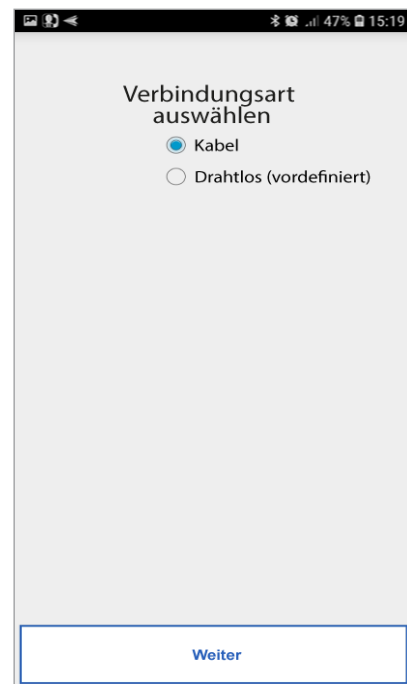 47% 15:19
Verbindungsart
auswählen
Kabel
Drahtlos (vordefiniert)
Weiter